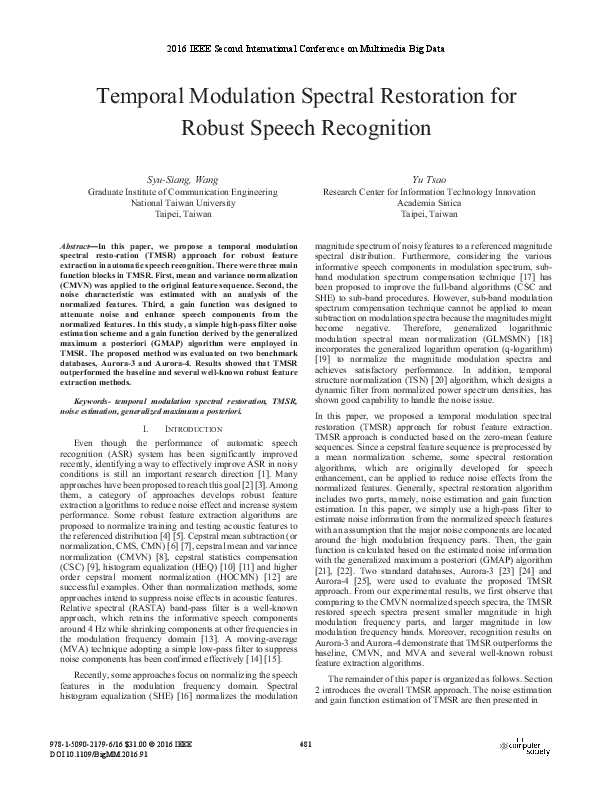 2016 IEEE Second International Conference on Multimedia Big Data
Temporal Modulation Spectral Restoration for
Robust Speech Recognition
Syu-Siang, Wang
Graduate Institute of Communication Engineering
National Taiwan University
Taipei, Taiwan
Yu Tsao
Research Center for Information Technology Innovation
Academia Sinica
Taipei, Taiwan
Abstract—In this paper, we propose a temporal modulation
spectral resto-ration (TMSR) approach for robust feature
extraction in automatic speech recognition. There were three main
function blocks in TMSR. First, mean and variance normalization
(CMVN) was applied to the original feature sequence. Second, the
noise characteristic was estimated with an analysis of the
normalized features. Third, a gain function was designed to
attenuate noise and enhance speech components from the
normalized features. In this study, a simple high-pass filter noise
estimation scheme and a gain function derived by the generalized
maximum a posteriori (GMAP) algorithm were employed in
TMSR. The proposed method was evaluated on two benchmark
databases, Aurora-3 and Aurora-4. Results showed that TMSR
outperformed the baseline and several well-known robust feature
extraction methods.
Keywords- temporal modulation spectral restoration, TMSR,
noise estimation, generalized maximum a posteriori.
I. INTRODUCTION
Even though the performance of automatic speech
recognition (ASR) system has been significantly improved
recently, identifying a way to effectively improve ASR in noisy
conditions is still an important research direction [1]. Many
approaches have been proposed to reach this goal [2] [3]. Among
them, a category of approaches develops robust feature
extraction algorithms to reduce noise effect and increase system
performance. Some robust feature extraction algorithms are
proposed to normalize training and testing acoustic features to
the referenced distribution [4] [5]. Cepstral mean subtraction (or
normalization, CMS, CMN) [6] [7], cepstral mean and variance
normalization (CMVN) [8], cepstral statistics compensation
(CSC) [9], histogram equalization (HEQ) [10] [11] and higher
order cepstral moment normalization (HOCMN) [12] are
successful examples. Other than normalization methods, some
approaches intend to suppress noise effects in acoustic features.
Relative spectral (RASTA) band-pass filter is a well-known
approach, which retains the informative speech components
around 4 Hz while shrinking components at other frequencies in
the modulation frequency domain [13]. A moving-average
(MVA) technique adopting a simple low-pass filter to suppress
noise components has been confirmed effectively [14] [15].
Recently, some approaches focus on normalizing the speech
features in the modulation frequency domain. Spectral
histogram equalization (SHE) [16] normalizes the modulation
magnitude spectrum of noisy features to a referenced magnitude
spectral distribution. Furthermore, considering the various
informative speech components in modulation spectrum, sub-
band modulation spectrum compensation technique [17] has
been proposed to improve the full-band algorithms (CSC and
SHE) to sub-band procedures. However, sub-band modulation
spectrum compensation technique cannot be applied to mean
subtraction on modulation spectra because the magnitudes might
become negative. Therefore, generalized logarithmic
modulation spectral mean normalization (GLMSMN) [18]
incorporates the generalized logarithm operation (q-logarithm)
[19] to normalize the magnitude modulation spectra and
achieves satisfactory performance. In addition, temporal
structure normalization (TSN) [20] algorithm, which designs a
dynamic filter from normalized power spectrum densities, has
shown good capability to handle the noise issue.
In this paper, we proposed a temporal modulation spectral
restoration (TMSR) approach for robust feature extraction.
TMSR approach is conducted based on the zero-mean feature
sequences. Since a cepstral feature sequence is preprocessed by
a mean normalization scheme, some spectral restoration
algorithms, which are originally developed for speech
enhancement, can be applied to reduce noise effects from the
normalized features. Generally, spectral restoration algorithm
includes two parts, namely, noise estimation and gain function
estimation. In this paper, we simply use a high-pass filter to
estimate noise information from the normalized speech features
with an assumption that the major noise components are located
around the high modulation frequency parts. Then, the gain
function is calculated based on the estimated noise information
with the generalized maximum a posteriori (GMAP) algorithm
[21], [22]. Two standard databases, Aurora-3 [23] [24] and
Aurora-4 [25], were used to evaluate the proposed TMSR
approach. From our experimental results, we first observe that
comparing to the CMVN normalized speech spectra, the TMSR
restored speech spectra present smaller magnitude in high
modulation frequency parts, and larger magnitude in low
modulation frequency bands. Moreover, recognition results on
Aurora-3 and Aurora-4 demonstrate that TMSR outperforms the
baseline, CMVN, and MVA and several well-known robust
feature extraction algorithms.
The remainder of this paper is organized as follows. Section
2 introduces the overall TMSR approach. The noise estimation
and gain function estimation of TMSR are then presented in
978-1-5090-2179-6/16 $31.00 © 2016 IEEE
DOI 10.1109/BigMM.2016.91
481
computer
society